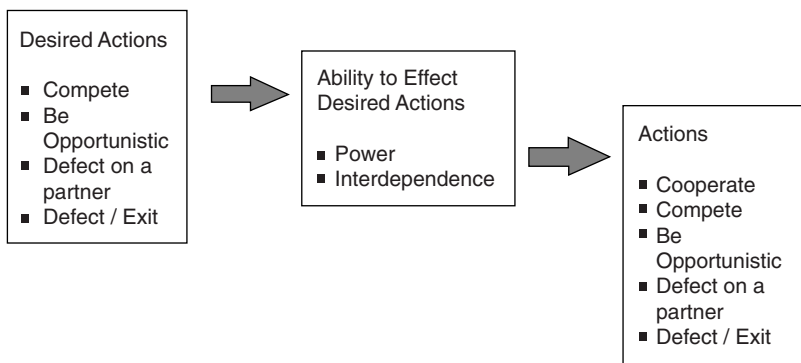 Desired Actions
■ Compete
■ Be
Opportunistic
■ Defect on a
partner
■ Defect / Exit
Ability to Effect
Desired Actions
■ Power
■ Interdependence
Actions
■ Cooperate
■ Compete
■ Be
Opportunistic
■ Defect on a
partner
■ Defect / Exit